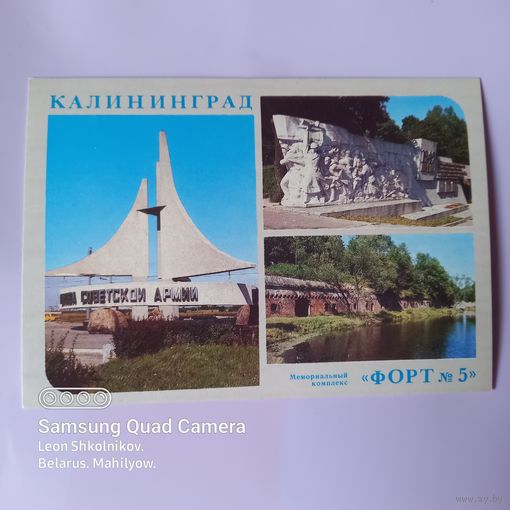 КАЛИНИНГРАД
СОВЕТСКОЙ АРМИИ
Мемориальный
комплекс
«ФОРТ № 5»
Samsung Quad Camera
Leon Shkolnikov.
Belarus. Mahilyow.
www.ay.by